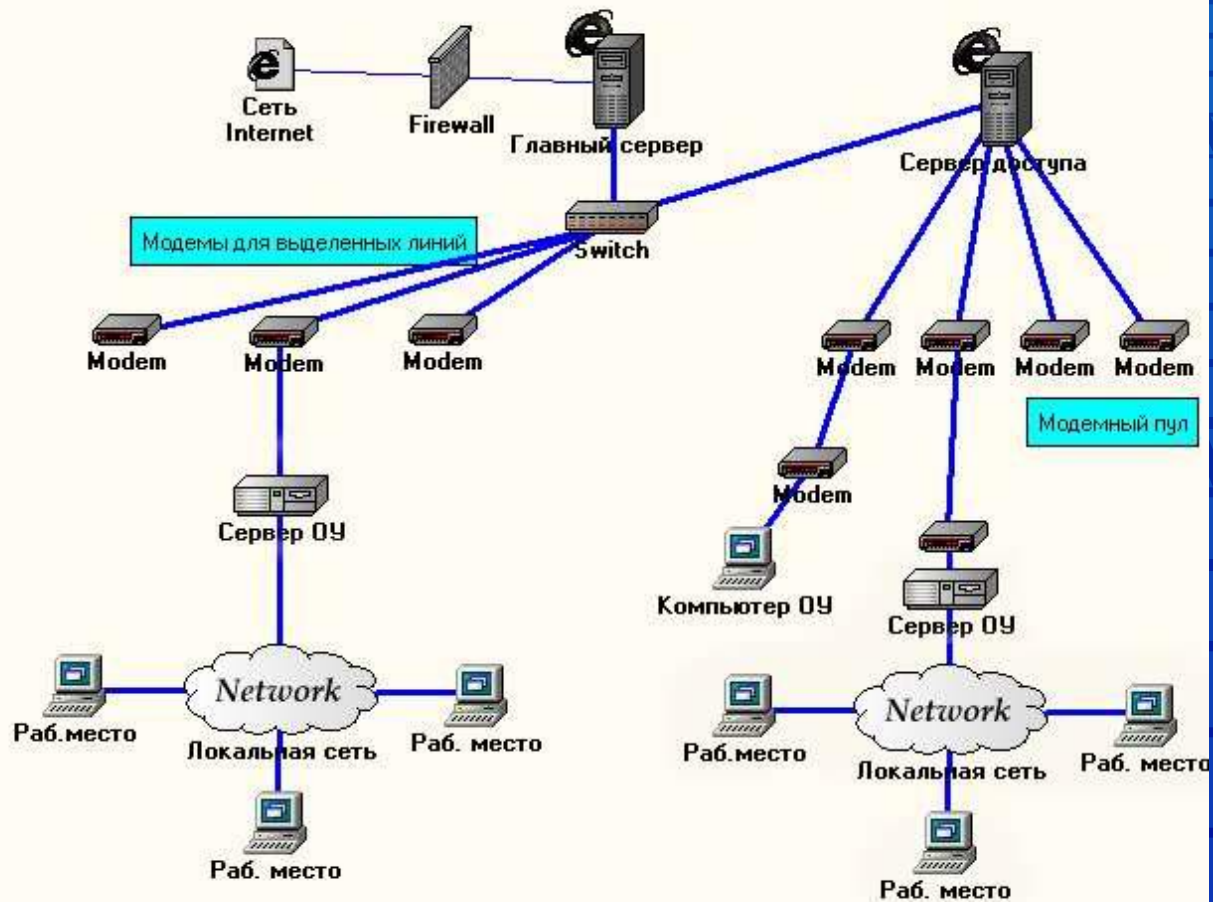 Сеть
Internet
Firewall
Главный сервер
Сервер доступа
Модемы для выделенных линий
Switch
Modem
Modem
Modem
Modem
Modem
Modem
Modem
Модемный пул
Modem
Сервер ОУ
Компьютер ОУ
Сервер ОУ
Network
Раб.место
Локальная сеть
Раб. место
Раб. место
Network
Раб.место
Локальная сеть
Раб. место
Раб. место